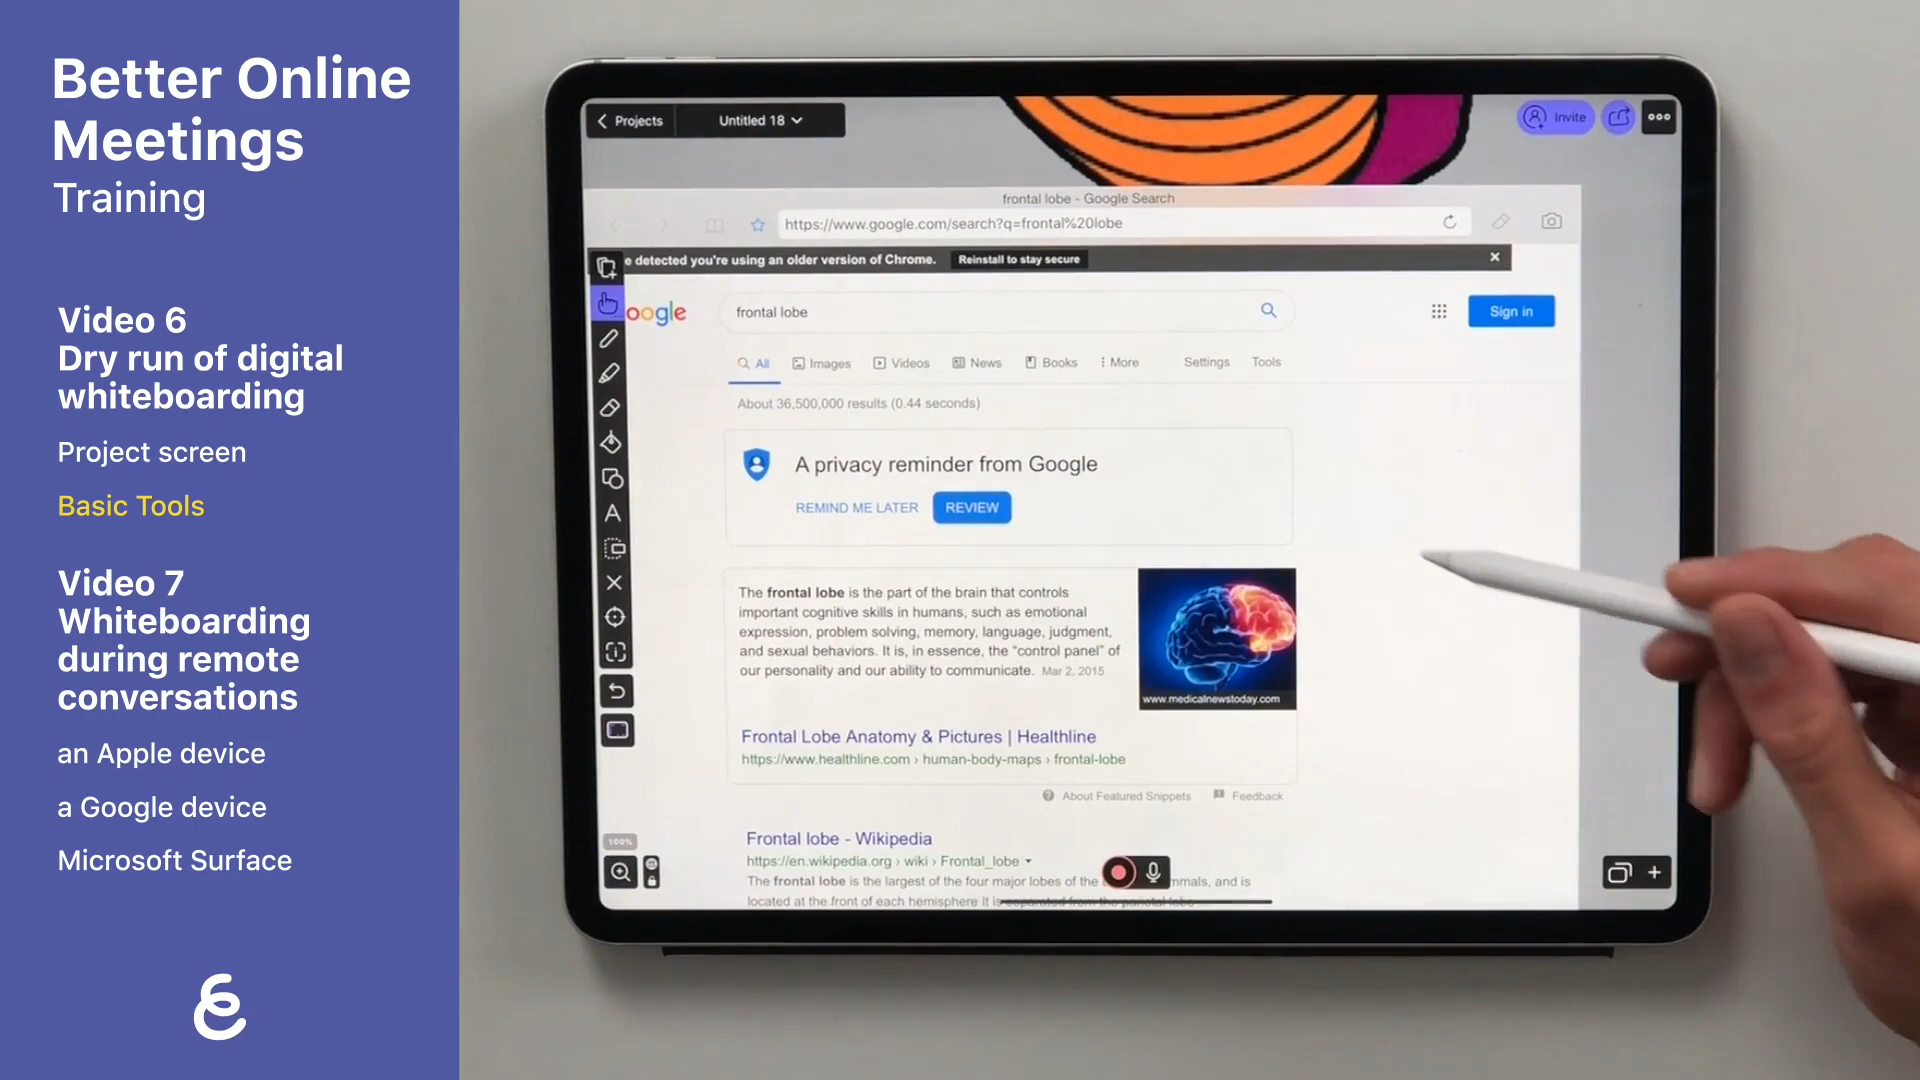 Better Online
Meetings
Training
Video 6
Dry run of digital
whiteboarding
Project screen
Basic Tools
Video 7
Whiteboarding
during remote
conversations
an Apple device
a Google device
Microsoft Surface
Projects
Untitled 18
Invite
frontal lobe - Google Search
https://www.google.com/search?q=frontal%20lobe
e detected you're using an older version of Chrome. Reinstall to stay secure
oogle
frontal lobe
Sign in
All Images Videos News Books More Settings Tools
About 36,500,000 results (0.44 seconds)
A privacy reminder from Google
REMIND ME LATER REVIEW
The frontal lobe is the part of the brain that controls
important cognitive skills in humans, such as emotional
expression, problem solving, memory, language, judgment,
and sexual behaviors. It is, in essence, the “control panel” of
our personality and our ability to communicate. Mar 2, 2015
www.medicalnewstoday.com
Frontal Lobe Anatomy & Pictures | Healthline
https://www.healthline.com › human-body-maps › frontal-lobe
About Featured Snippets Feedback
Frontal lobe - Wikipedia
https://en.wikipedia.org › wiki › Frontal_lobe
The frontal lobe is the largest of the four major lobes of the mmals, and is
located at the front of each hemisphere It is separated from the parietal lobe
100%
A